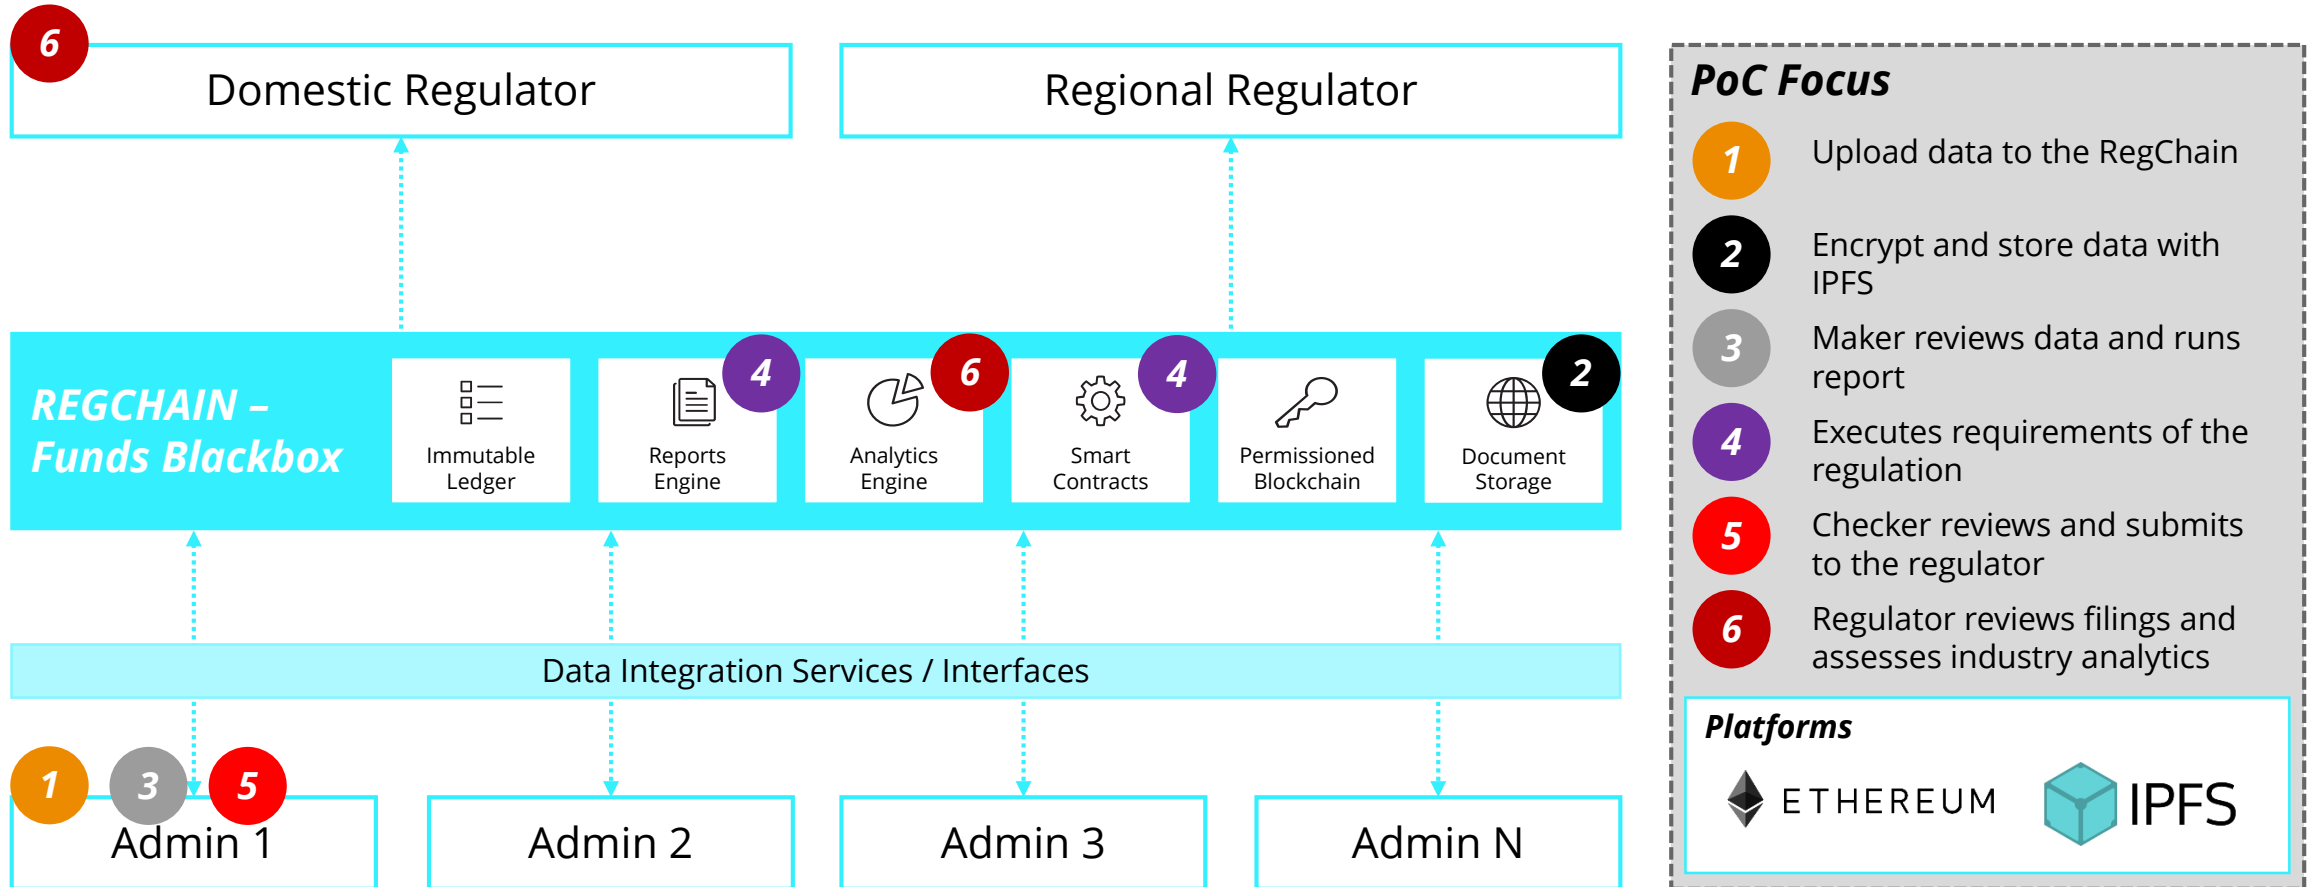 6
Domestic Regulator
Regional Regulator
REGCHAIN –
Funds Blackbox
Immutable
Ledger
4
Reports
Engine
6
Analytics
Engine
4
Smart
Contracts
Permissioned
Blockchain
2
Document
Storage
Data Integration Services / Interfaces
1
3
5
Admin 1
Admin 2
Admin 3
Admin N
PoC Focus
1
Upload data to the RegChain
2
Encrypt and store data with
IPFS
3
Maker reviews data and runs
report
4
Executes requirements of the
regulation
5
Checker reviews and submits
to the regulator
6
Regulator reviews filings and
assesses industry analytics
Platforms
ETHEREUM
IPFS